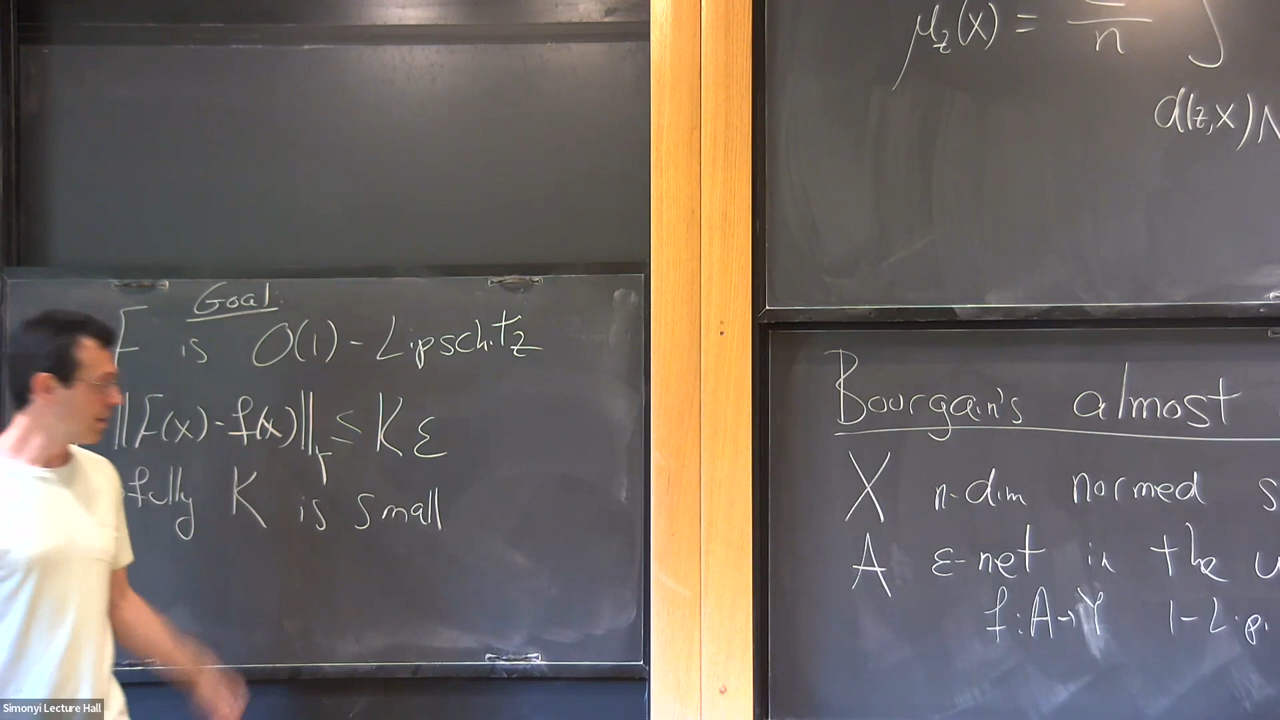 Goal.
F is O(1)-Lipschitz
||F(x)-f(x)||_Y ≤ Kε
fully K is small
μ_z(x) =
n
∫
d(z,x)∧
Bourgain's almost
X n-dim normed s
A ε-net in the u
f:A→Y 1-Lip.
Simonyi Lecture Hall